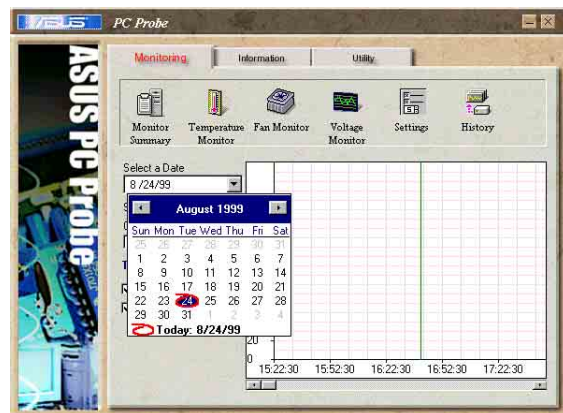 ASUS PC Probe
ASUS PC Probe
Monitoring Information Utility
Monitor Summary
Temperature Monitor
Fan Monitor
Voltage Monitor
Settings
History
Select a Date
8 /24/99
August 1999
Sun Mon Tue Wed Thu Fri Sat
25 26 27 28 29 30 31
1 2 3 4 5 6 7
8 9 10 11 12 13 14
15 16 17 18 19 20 21
22 23 24 25 26 27 28
29 30 31 1 2 3 4
Today: 8/24/99
20
0
15:22:30 15:52:30 16:22:30 16:52:30 17:22:30